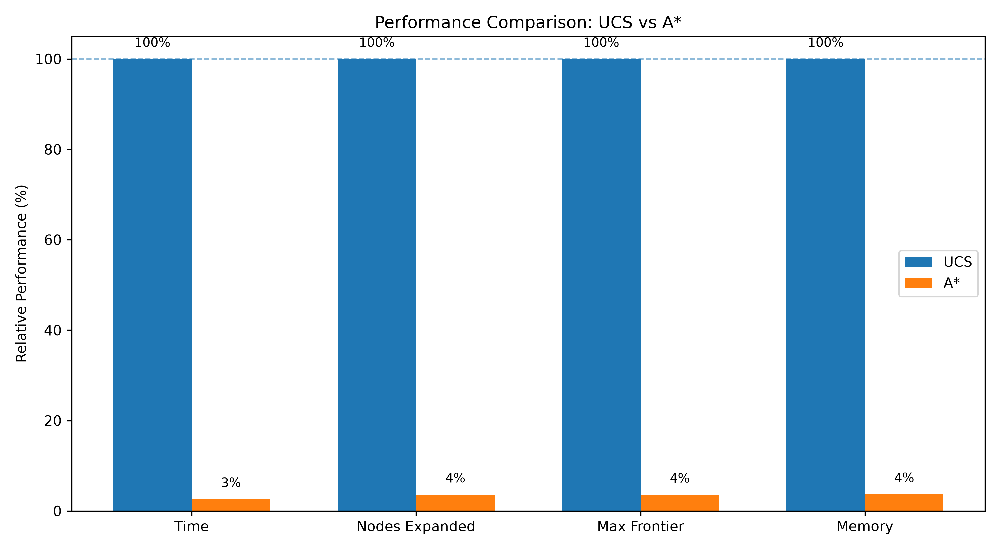 Performance Comparison: UCS vs A*
100% 100% 100% 100%
100
80
60
40
20
0
Relative Performance (%)
UCS
A*
3% 4% 4% 4%
Time Nodes Expanded Max Frontier Memory